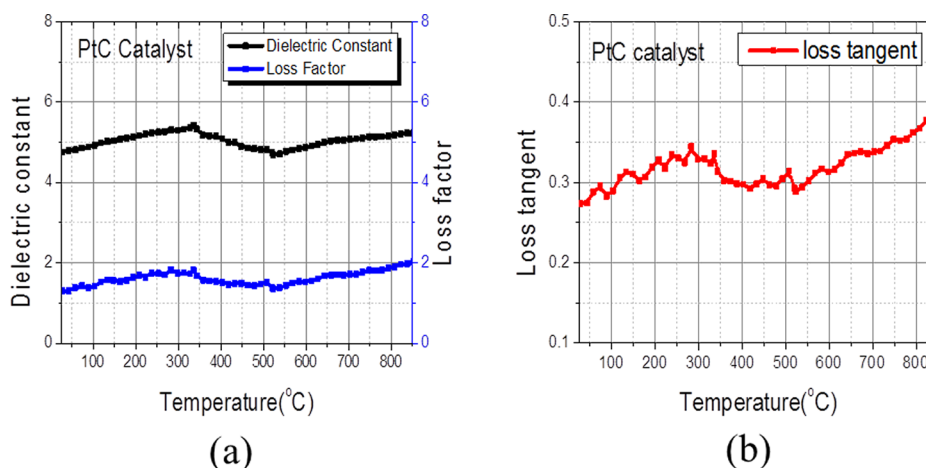 PtC Catalyst
Dielectric Constant
Loss Factor
8
6
4
2
0
8
6
4
2
0
Dielectric constant
Loss factor
100 200 300 400 500 600 700 800
Temperature(°C)
(a)
PtC catalyst
loss tangent
0.5
0.4
0.3
0.2
0.1
Loss tangent
100 200 300 400 500 600 700 800
Temperature(°C)
(b)